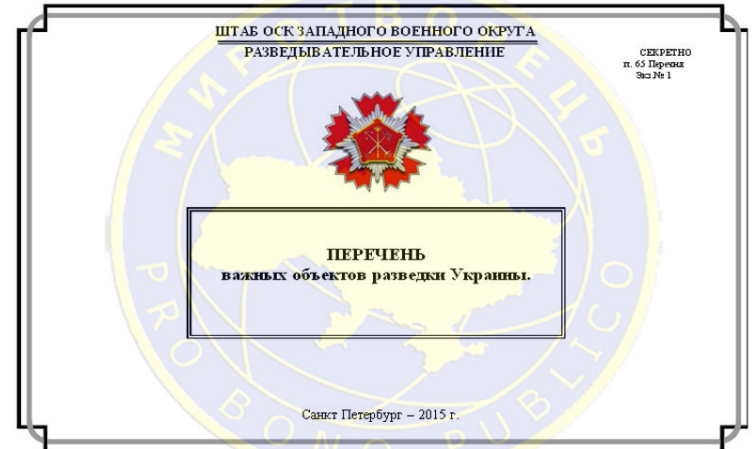 ШТАБ ОСК ЗАПАДНОГО ВОЕННОГО ОКРУГА
РАЗВЕДЫВАТЕЛЬНОЕ УПРАВЛЕНИЕ
СЕКРЕТНО
п. 65 Перечня
Экз.№ 1
МИРОТВОРЕЦЬ
ПЕРЕЧЕНЬ
важных объектов разведки Украины.
Санкт Петербург – 2015 г.
PRO BONO PUBLICO